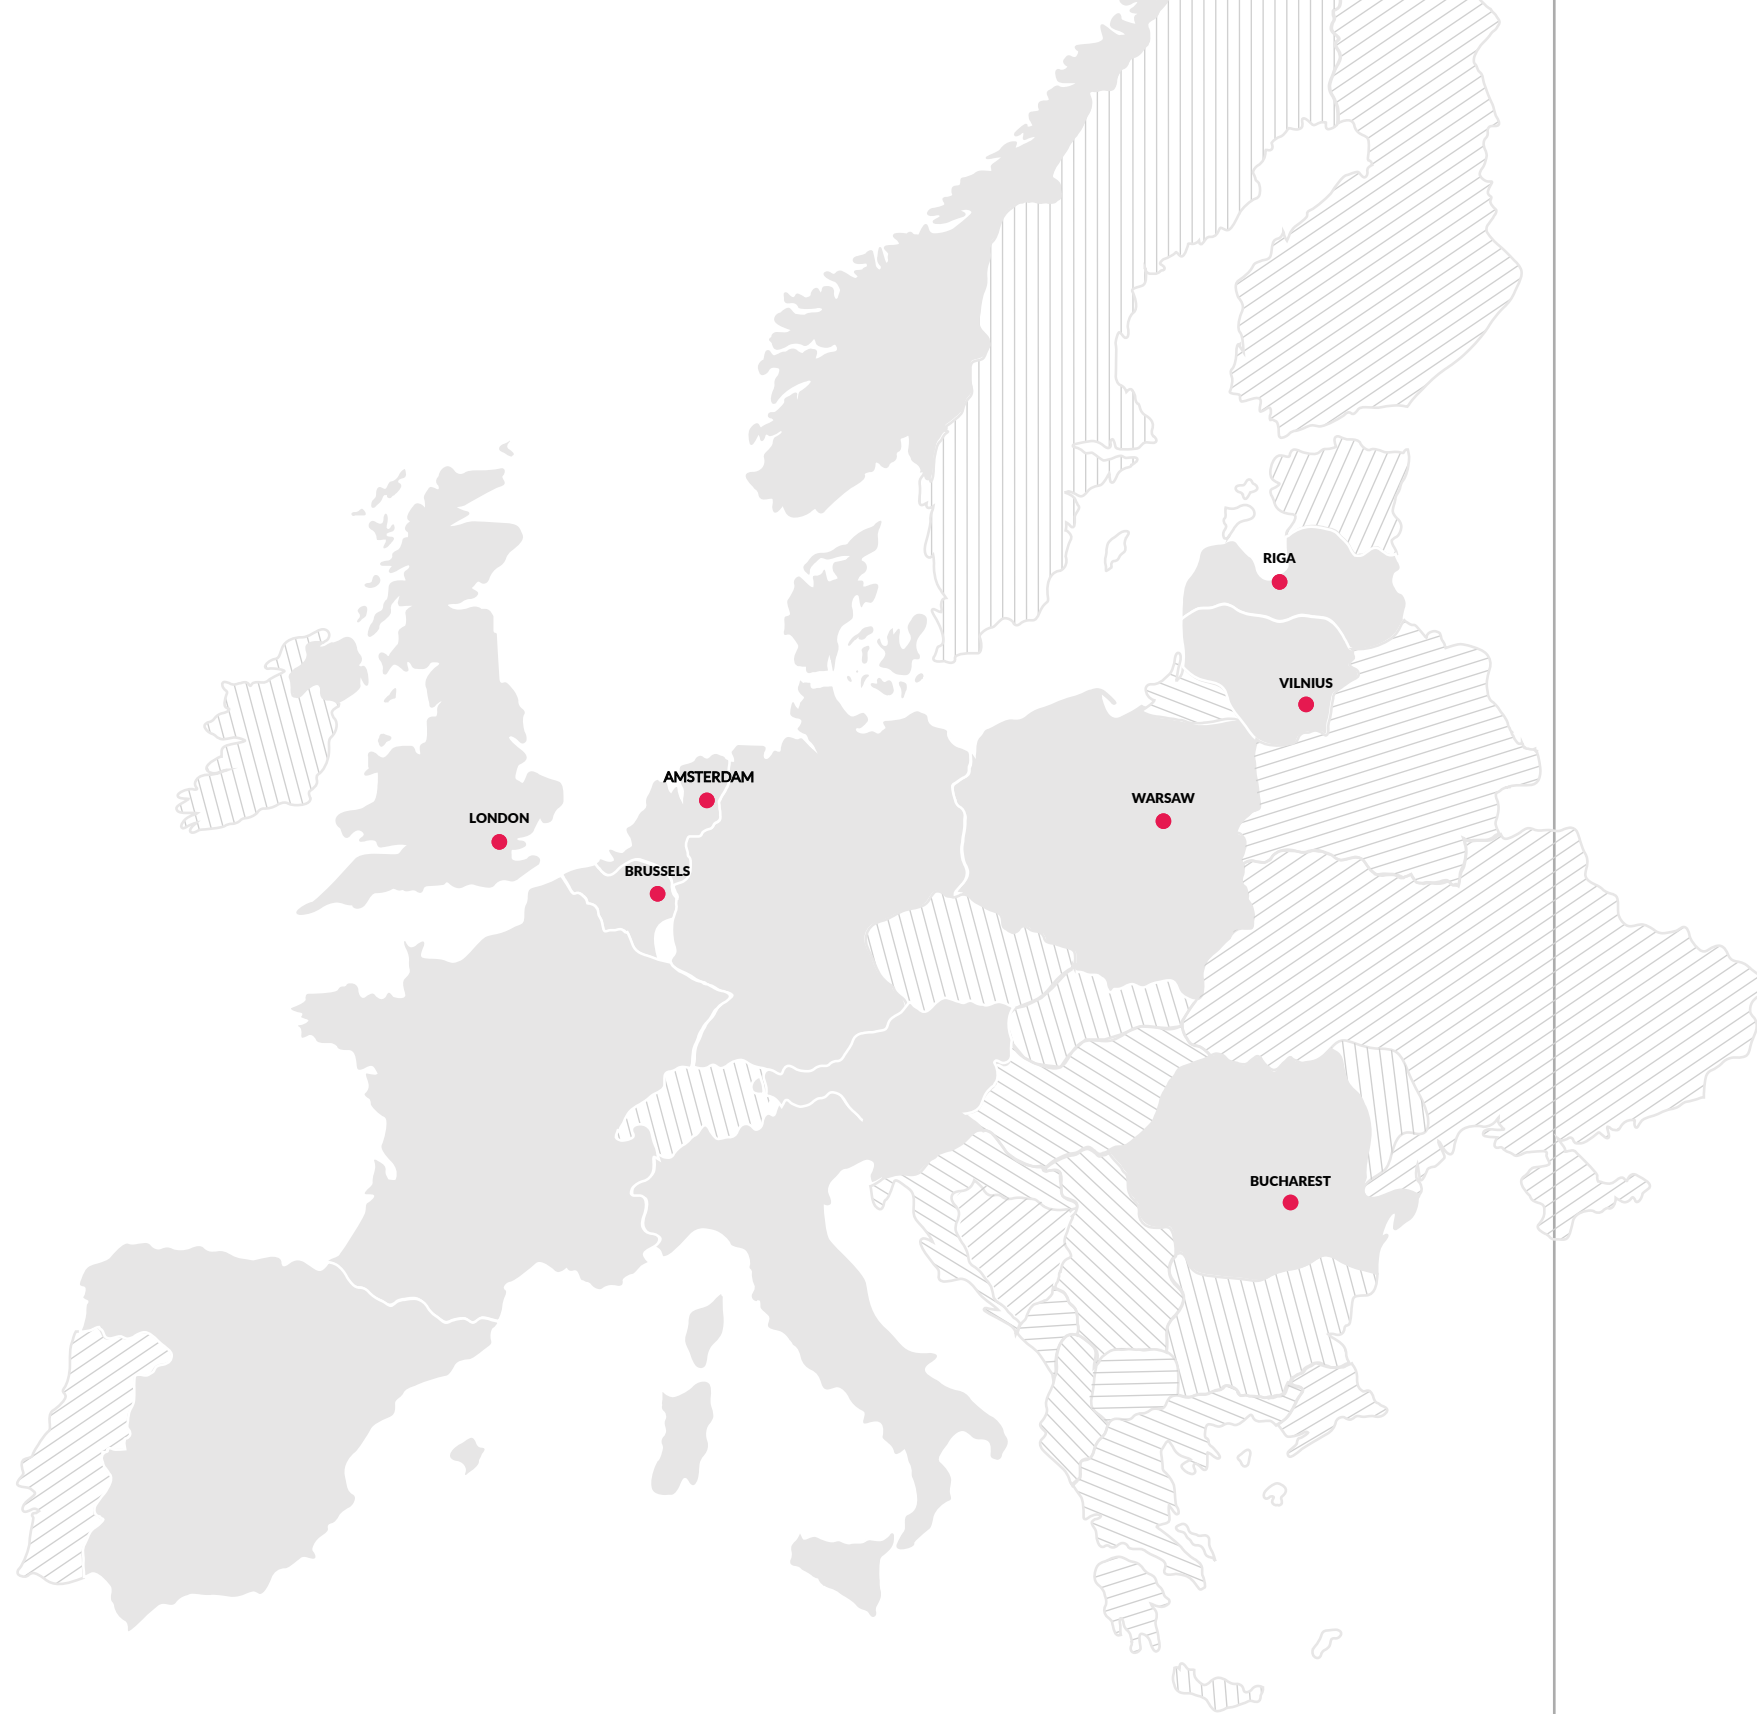 RIGA
VILNIUS
AMSTERDAM
WARSAW
LONDON
BRUSSELS
BUCHAREST